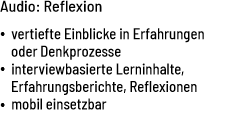 Audio: Reflexion
• vertiefte Einblicke in Erfahrungen
oder Denkprozesse
• interviewbasierte Lerninhalte,
Erfahrungsberichte, Reflexionen
• mobil einsetzbar